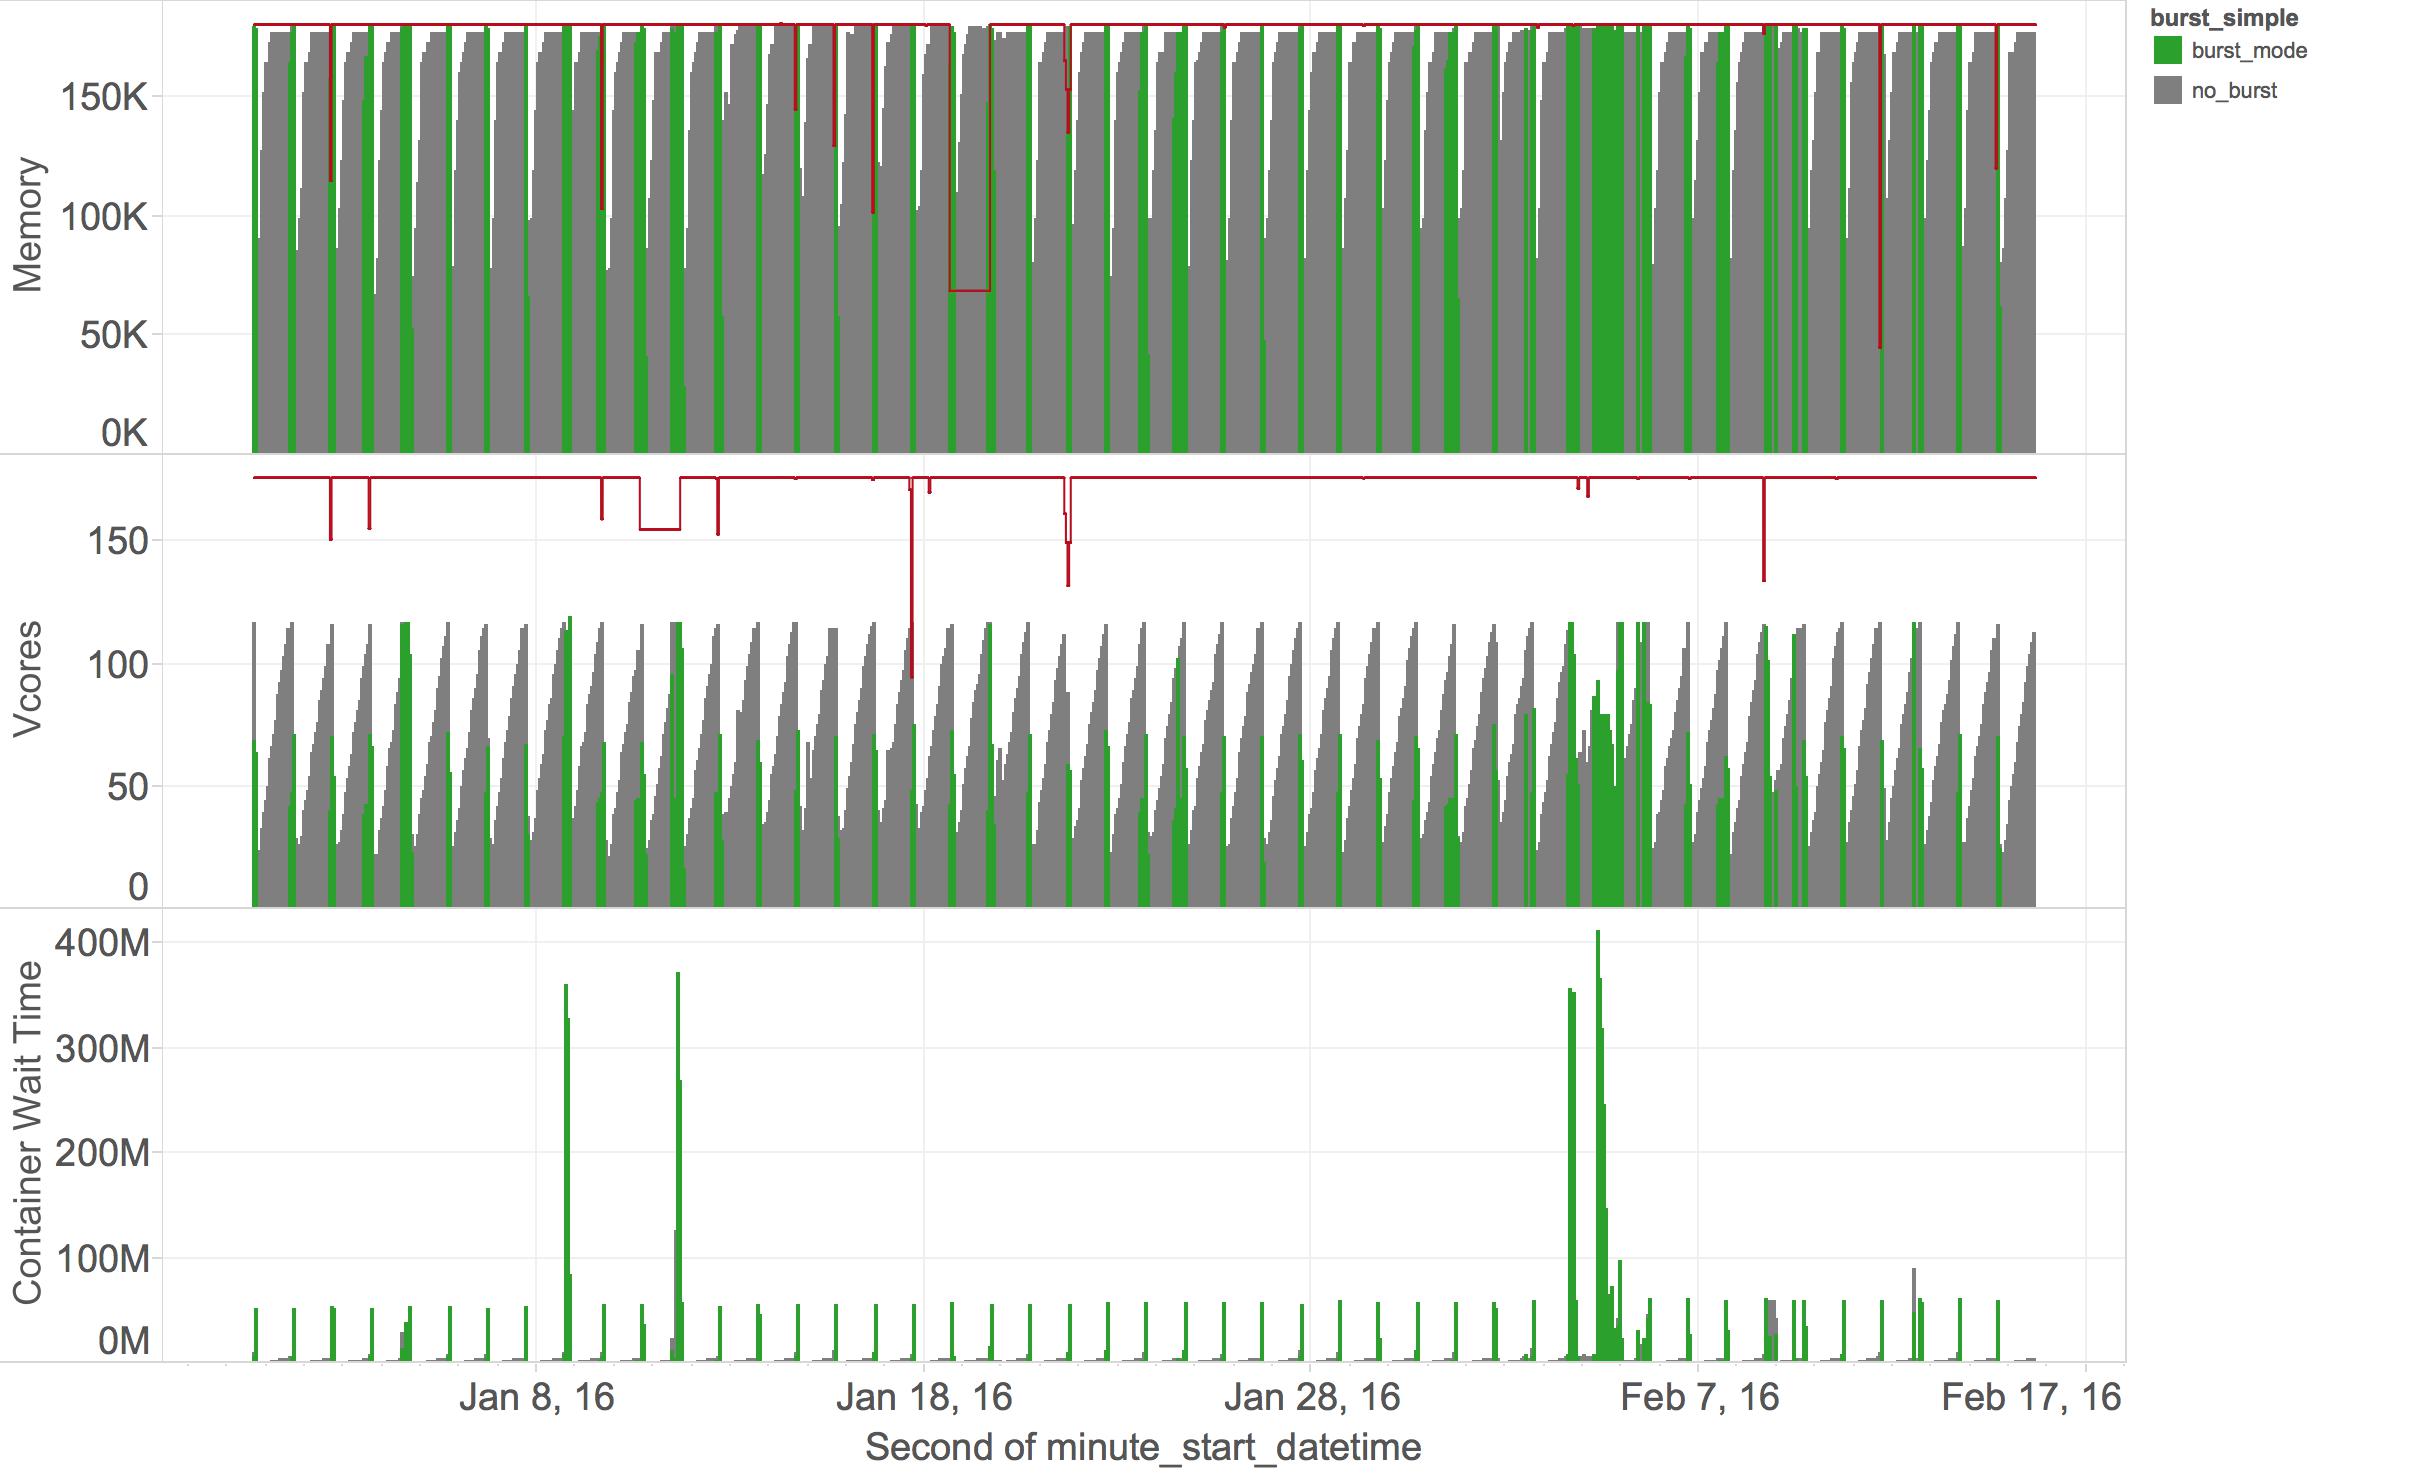 burst_simple
burst_mode
no_burst
Memory
150K
100K
50K
0K
Vcores
150
100
50
0
Container Wait Time
400M
300M
200M
100M
0M
Jan 8, 16
Jan 18, 16
Jan 28, 16
Feb 7, 16
Feb 17, 16
Second of minute_start_datetime